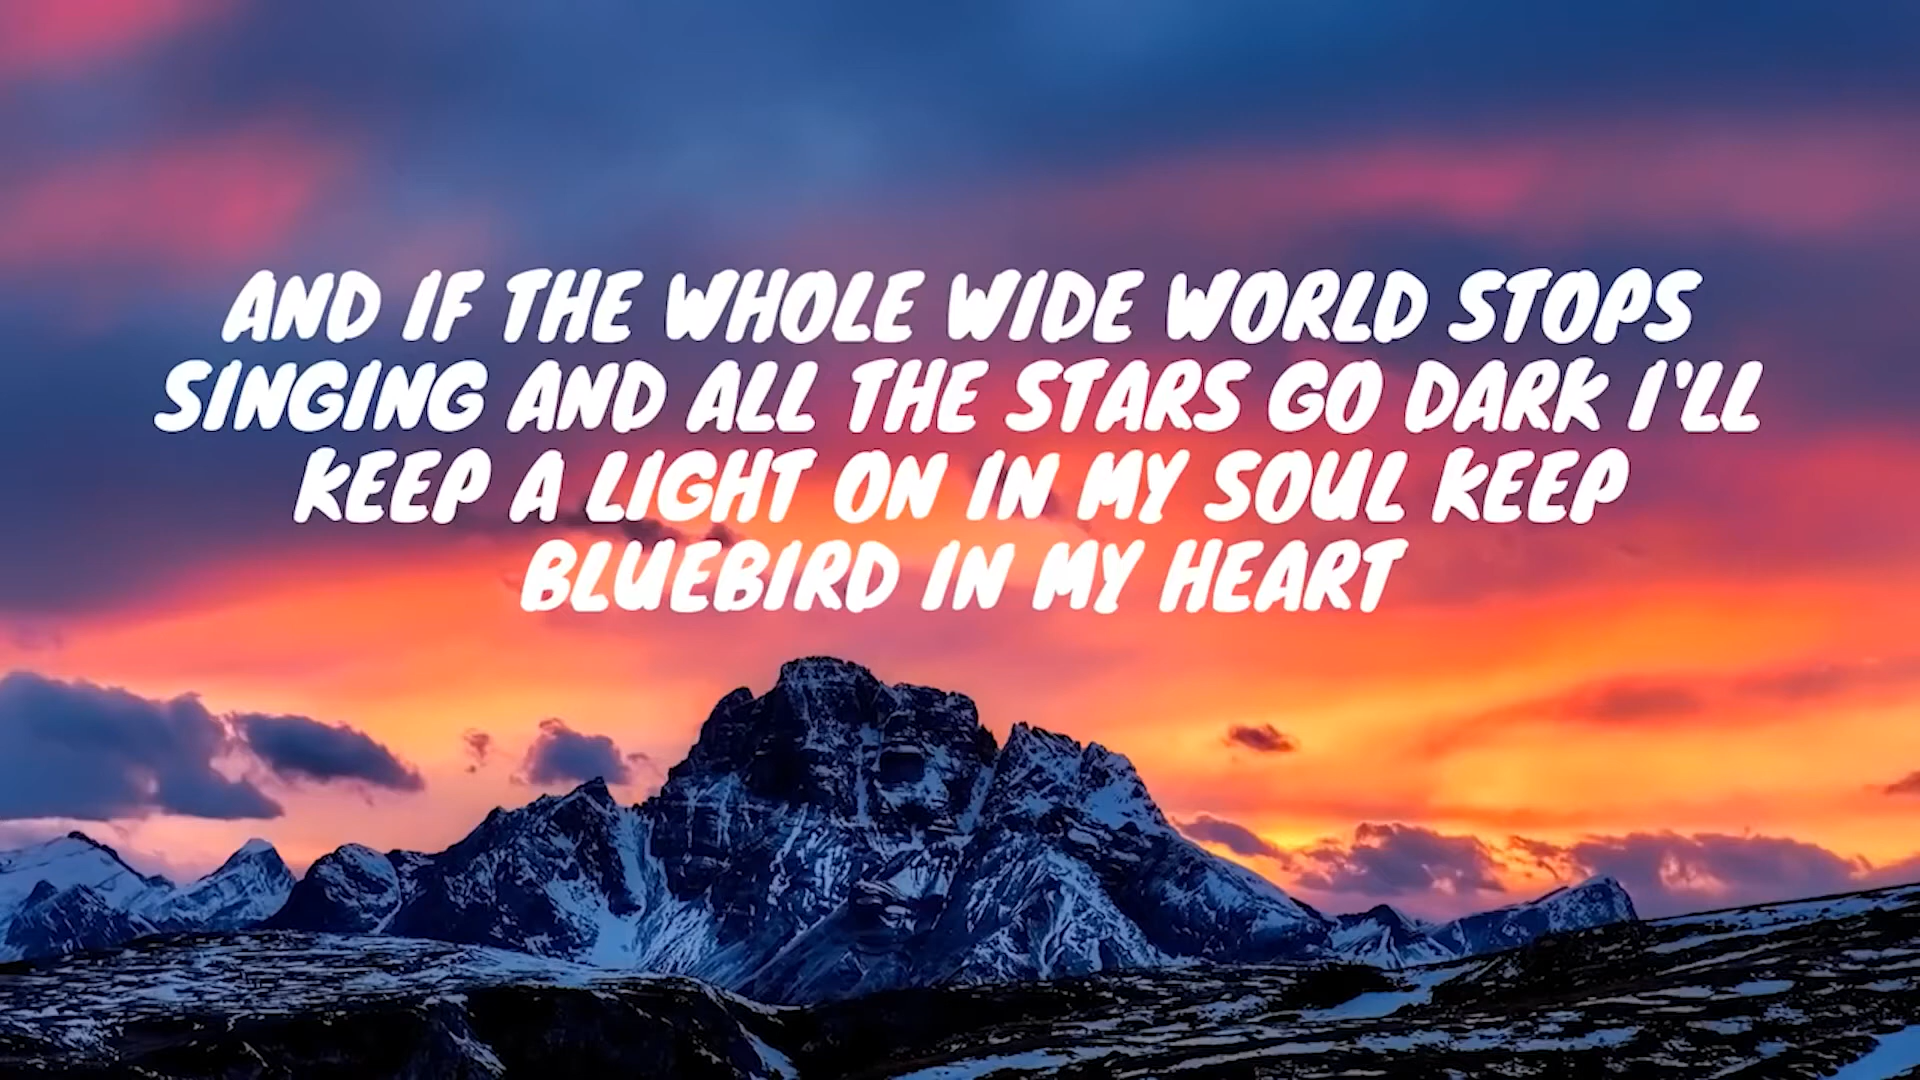 AND IF THE WHOLE WIDE WORLD STOPS
SINGING AND ALL THE STARS GO DARK I'LL
KEEP A LIGHT ON IN MY SOUL KEEP
BLUEBIRD IN MY HEART